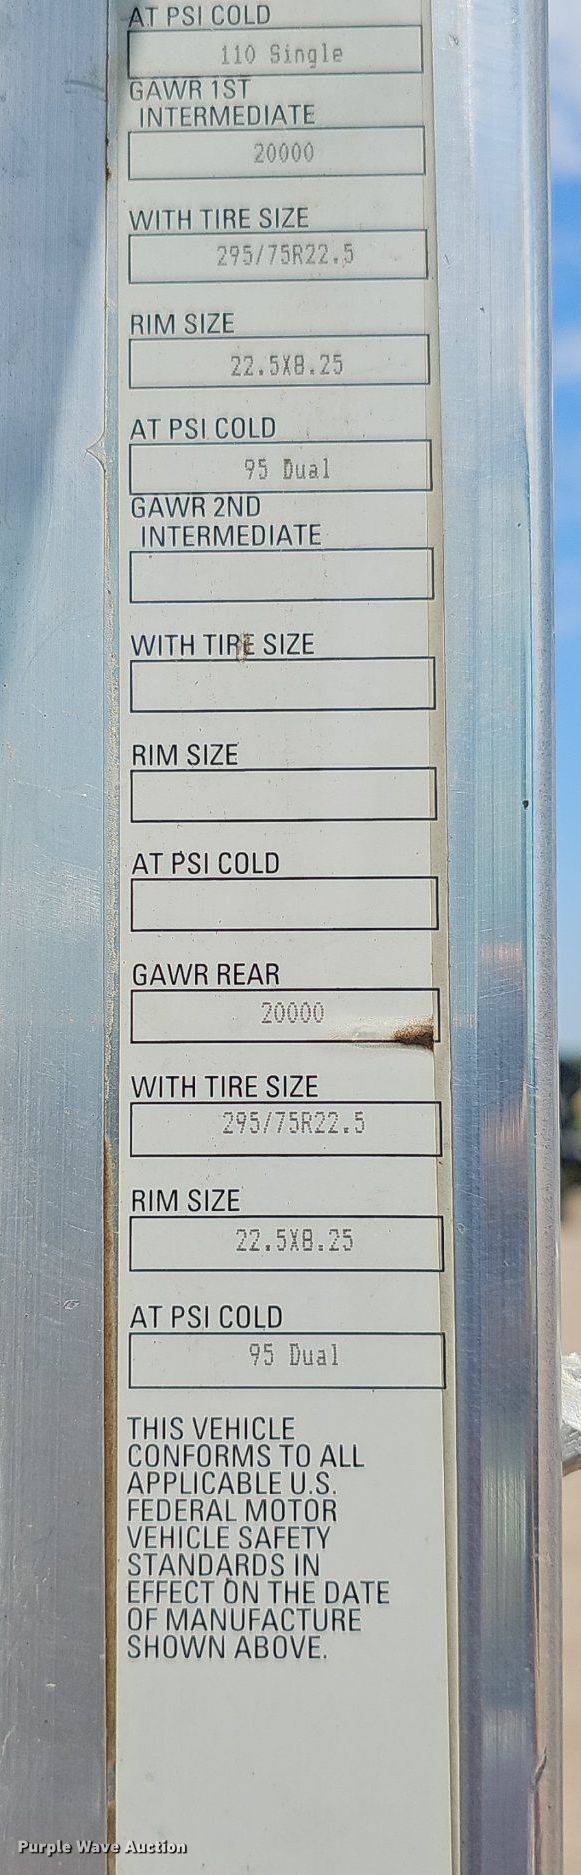 AT PSI COLD
110 Single
GAWR 1ST
INTERMEDIATE
20000
WITH TIRE SIZE
295/75R22.5
RIM SIZE
22.5X8.25
AT PSI COLD
95 Dual
GAWR 2ND
INTERMEDIATE
WITH TIRE SIZE
RIM SIZE
AT PSI COLD
GAWR REAR
20000
WITH TIRE SIZE
295/75R22.5
RIM SIZE
22.5X8.25
AT PSI COLD
95 Dual
THIS VEHICLE
CONFORMS TO ALL
APPLICABLE U.S.
FEDERAL MOTOR
VEHICLE SAFETY
STANDARDS IN
EFFECT ON THE DATE
OF MANUFACTURE
SHOWN ABOVE.
Purple Wave Auction